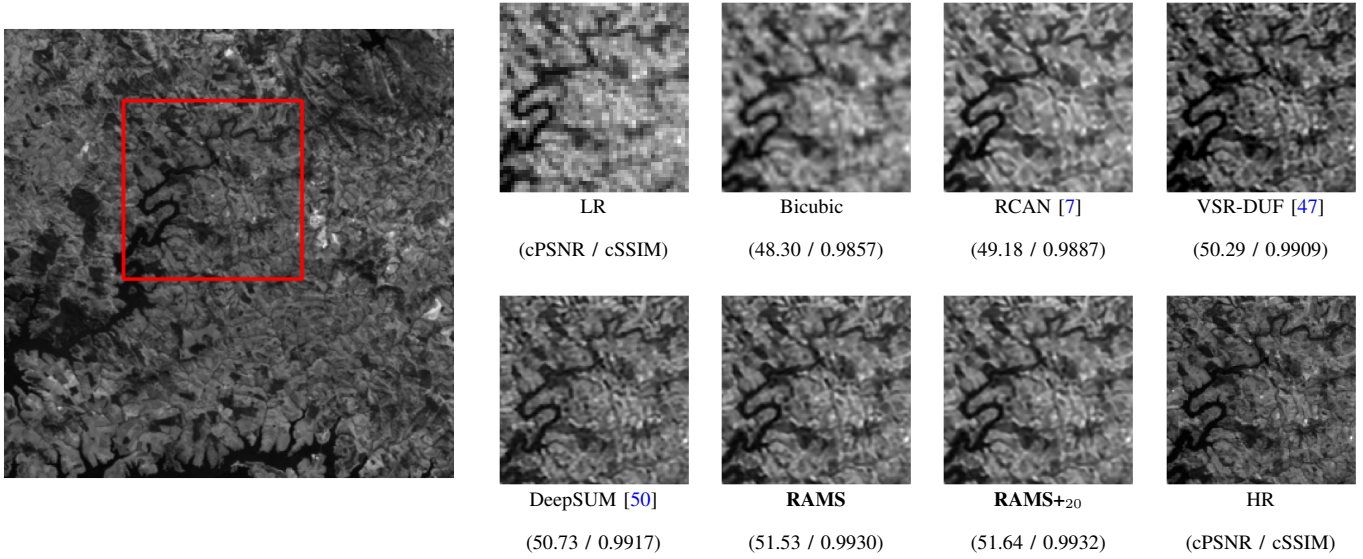 LR
Bicubic
RCAN [7]
VSR-DUF [47]
(cPSNR / cSSIM)
(48.30 / 0.9857)
(49.18 / 0.9887)
(50.29 / 0.9909)
DeepSUM [50]
RAMS
RAMS+20
HR
(50.73 / 0.9917)
(51.53 / 0.9930)
(51.64 / 0.9932)
(cPSNR / cSSIM)